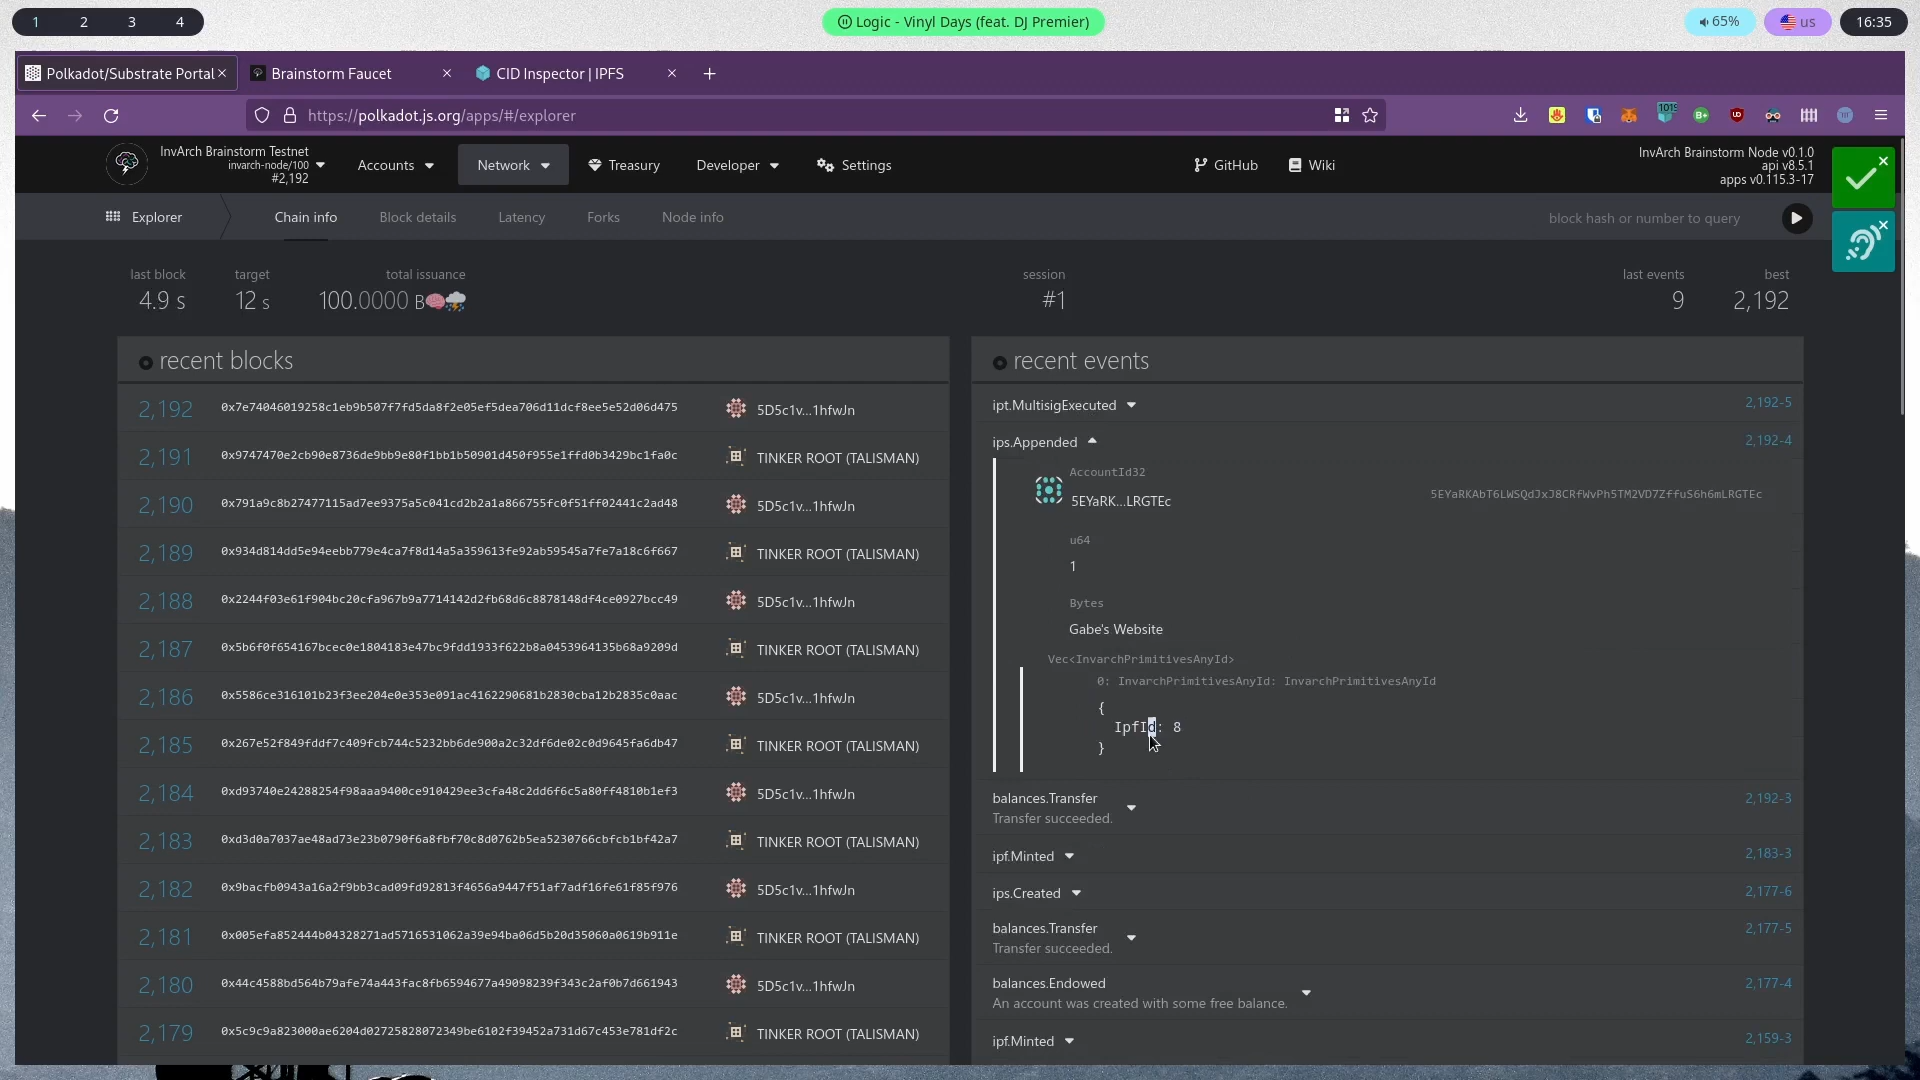 1 2 3 4
Logic - Vinyl Days (feat. DJ Premier)
65%
us
16:35
Polkadot/Substrate Portal
Brainstorm Faucet
CID Inspector | IPFS
https://polkadot.js.org/apps/#/explorer
1019
InvArch Brainstorm Testnet
invarch-node/100
#2,192
Accounts
Network
Treasury
Developer
Settings
GitHub
Wiki
InvArch Brainstorm Node v0.1.0
api v8.5.1
apps v0.115.3-17
Explorer
Chain info
Block details
Latency
Forks
Node info
block hash or number to query
last block
4.9 s
target
12 s
total issuance
100.0000 B🧠⛈️
session
#1
last events
9
best
2,192
recent blocks
2,192 0x7e74046019258c1eb9b507f7fd5da8f2e05ef5dea706d11dcf8ee5e52d06d475 5D5c1v…1hfwJn
2,191 0x9747470e2cb90e8736de9bb9e80f1bb1b50901d450f955e1ffd0b3429bc1fa0c TINKER ROOT (TALISMAN)
2,190 0x791a9c8b27477115ad7ee9375a5c041cd2b2a1a866755fc0f51ff02441c2ad48 5D5c1v…1hfwJn
2,189 0x934d814dd5e94eebb779e4ca7f8d14a5a359613fe92ab59545a7fe7a18c6f667 TINKER ROOT (TALISMAN)
2,188 0x2244f03e61f904bc20cfa967b9a7714142d2fb68d6c8878148df4ce0927bcc49 5D5c1v…1hfwJn
2,187 0x5b6f0f654167bcec0e1804183e47bc9fdd1933f622b8a0453964135b68a9209d TINKER ROOT (TALISMAN)
2,186 0x5586ce316101b23f3ee204e0e353e091ac4162290681b2830cba12b2835c0aac 5D5c1v…1hfwJn
2,185 0x267e52f849fddf7c409fcb744c5232bb6de900a2c32df6de02c0d9645fa6db47 TINKER ROOT (TALISMAN)
2,184 0xd93740e24288254f98aaa9400ce910429ee3cfa48c2dd6f6c5a80ff4810b1ef3 5D5c1v…1hfwJn
2,183 0xd3d0a7037ae48ad73e23b0790f6a8fbf70c8d0762b5ea5230766cbfcb1bf42a7 TINKER ROOT (TALISMAN)
2,182 0x9bacfb0943a16a2f9bb3cad09fd92813f4656a9447f51af7adf16fe61f85f976 5D5c1v…1hfwJn
2,181 0x005efa852444b04328271ad5716531062a39e94ba06d5b20d35060a0619b911e TINKER ROOT (TALISMAN)
2,180 0x44c4588bd564b79afe74a443fac8fb6594677a49098239f343c2af0b7d661943 5D5c1v…1hfwJn
2,179 0x5c9c9a823000ae6204d02725828072349be6102f39452a731d67c453e781df2c TINKER ROOT (TALISMAN)
recent events
ipt.MultisigExecuted 2,192-5
ips.Appended 2,192-4
AccountId32
5EYaRK…LRGTEc 5EYaRKAbT6LWSQdJxJ8CRfWvPh5TM2VD7ZffuS6h6mLRGTEc
u64
1
Bytes
Gabe's Website
Vec<InvarchPrimitivesAnyId>
0: InvarchPrimitivesAnyId: InvarchPrimitivesAnyId
{
IpfId: 8
}
balances.Transfer 2,192-3
Transfer succeeded.
ipf.Minted 2,183-3
ips.Created 2,177-6
balances.Transfer 2,177-5
Transfer succeeded.
balances.Endowed 2,177-4
An account was created with some free balance.
ipf.Minted 2,159-3